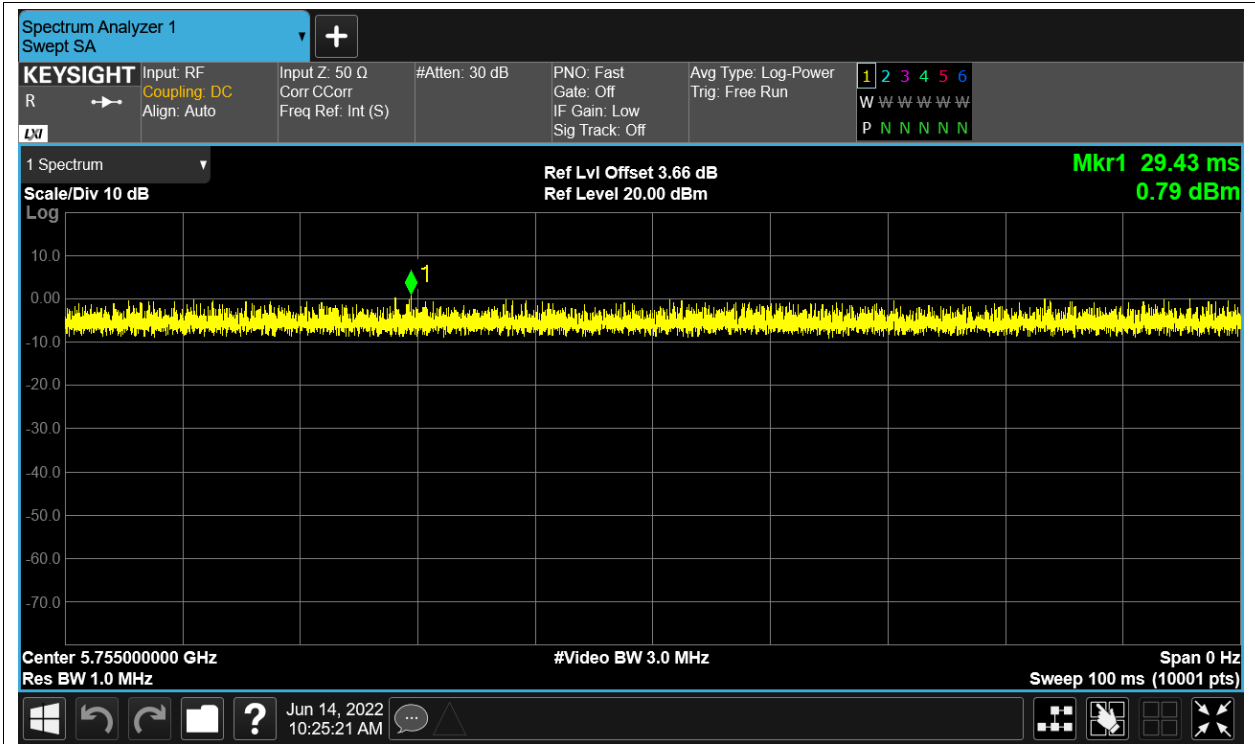 Spectrum Analyzer 1
Swept SA
KEYSIGHT
R
LXI
Input: RF
Coupling: DC
Align: Auto
Input Z: 50 Ω
Corr CCorr
Freq Ref: Int (S)
#Atten: 30 dB
PNO: Fast
Gate: Off
IF Gain: Low
Sig Track: Off
Avg Type: Log-Power
Trig: Free Run
1 2 3 4 5 6
W W W W W W
P N N N N N
1 Spectrum
Scale/Div 10 dB
Ref Lvl Offset 3.66 dB
Ref Level 20.00 dBm
Mkr1 29.43 ms
0.79 dBm
Log
10.0
1
0.00
-10.0
-20.0
-30.0
-40.0
-50.0
-60.0
-70.0
Center 5.755000000 GHz
#Video BW 3.0 MHz
Span 0 Hz
Res BW 1.0 MHz
Sweep 100 ms (10001 pts)
?
Jun 14, 2022
10:25:21 AM